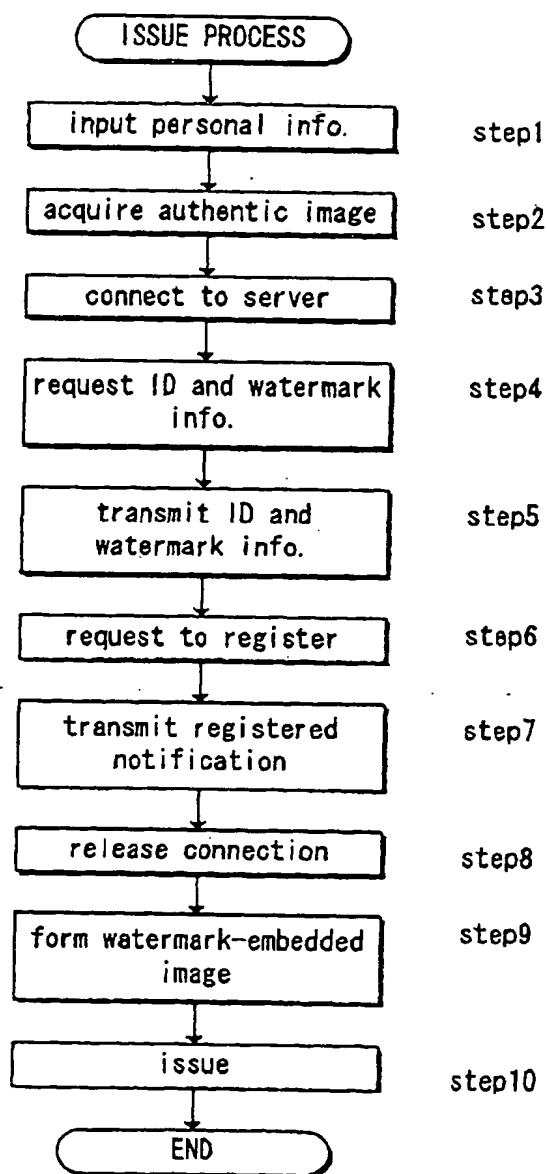 ISSUE PROCESS
input personal info.
step1
acquire authentic image
step2
connect to server
step3
request ID and watermark
info.
step4
transmit ID and
watermark info.
step5
request to register
step6
transmit registered
notification
step7
release connection
step8
form watermark-embedded
image
step9
issue
step10
END